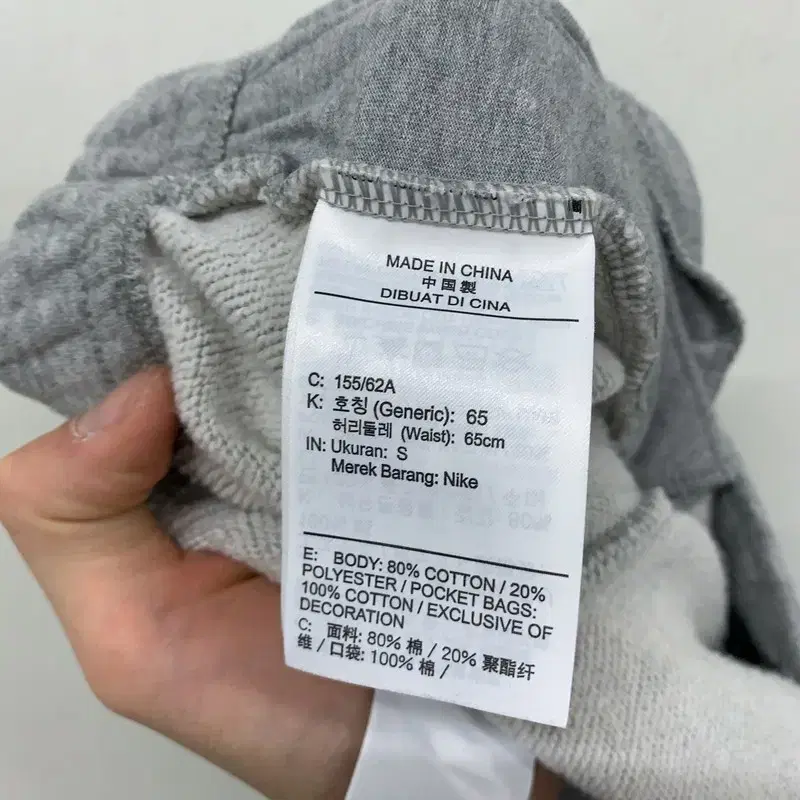 MADE IN CHINA
中国製
DIBUAT DI CINA
C: 155/62A
K: 호칭 (Generic): 65
허리둘레 (Waist): 65cm
IN: Ukuran: S
Merek Barang: Nike
E: BODY: 80% COTTON / 20%
POLYESTER / POCKET BAGS:
100% COTTON / EXCLUSIVE OF
DECORATION
C: 面料: 80% 棉 / 20% 聚酯纤
维 / 口袋: 100% 棉 /